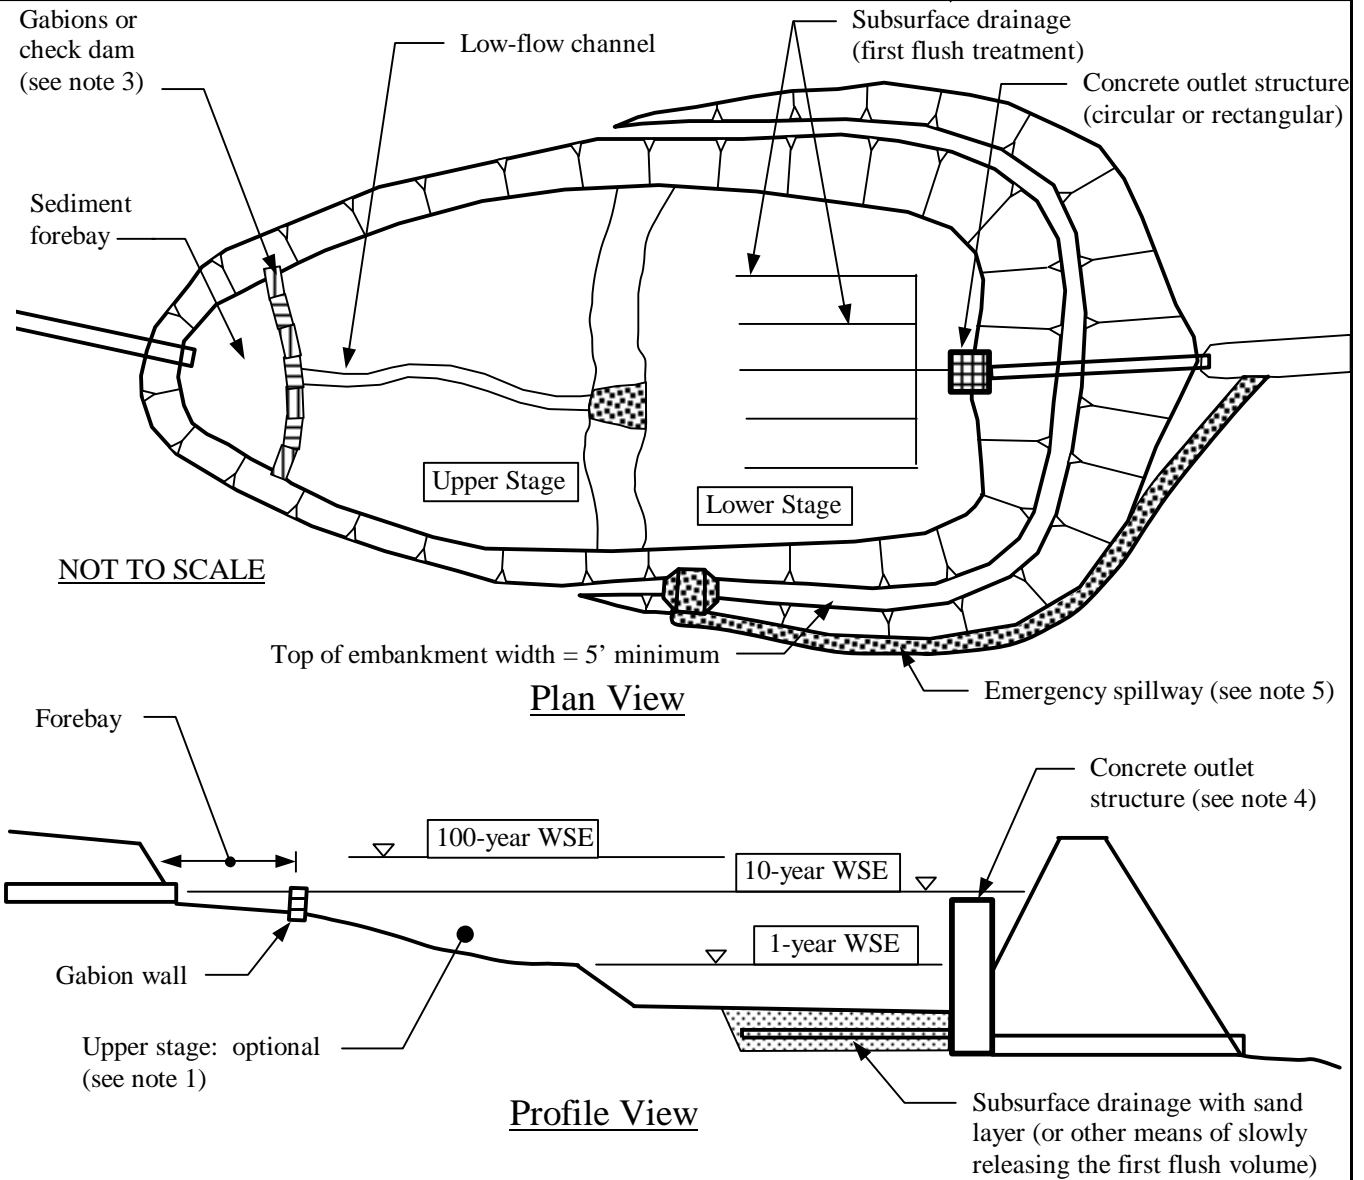 Gabions or
check dam
(see note 3)
Low-flow channel
Subsurface drainage
(first flush treatment)
Concrete outlet structure
(circular or rectangular)
Sediment
forebay
Upper Stage
Lower Stage
NOT TO SCALE
Top of embankment width = 5’ minimum
Plan View
Emergency spillway (see note 5)
Forebay
Concrete outlet
structure (see note 4)
100-year WSE
10-year WSE
1-year WSE
Gabion wall
Upper stage: optional
(see note 1)
Profile View
Subsurface drainage with sand
layer (or other means of slowly
releasing the first flush volume)